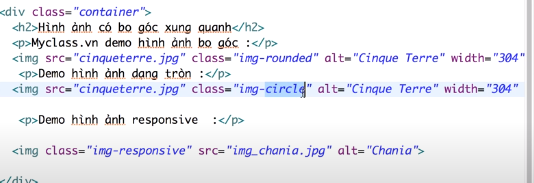 <div class="container">
<h2>Hình ảnh có bo góc xung quanh</h2>
<p>Myclass.vn demo hình ảnh bo góc :</p>
<img src="cinqueterre.jpg" class="img-rounded" alt="Cinque Terre" width="304"
<p>Demo hình ảnh dạng tròn :</p>
<img src="cinqueterre.jpg" class="img-circle" alt="Cinque Terre" width="304"
<p>Demo hình ảnh responsive  :</p>
<img class="img-responsive" src="img_chania.jpg" alt="Chania">
</div>